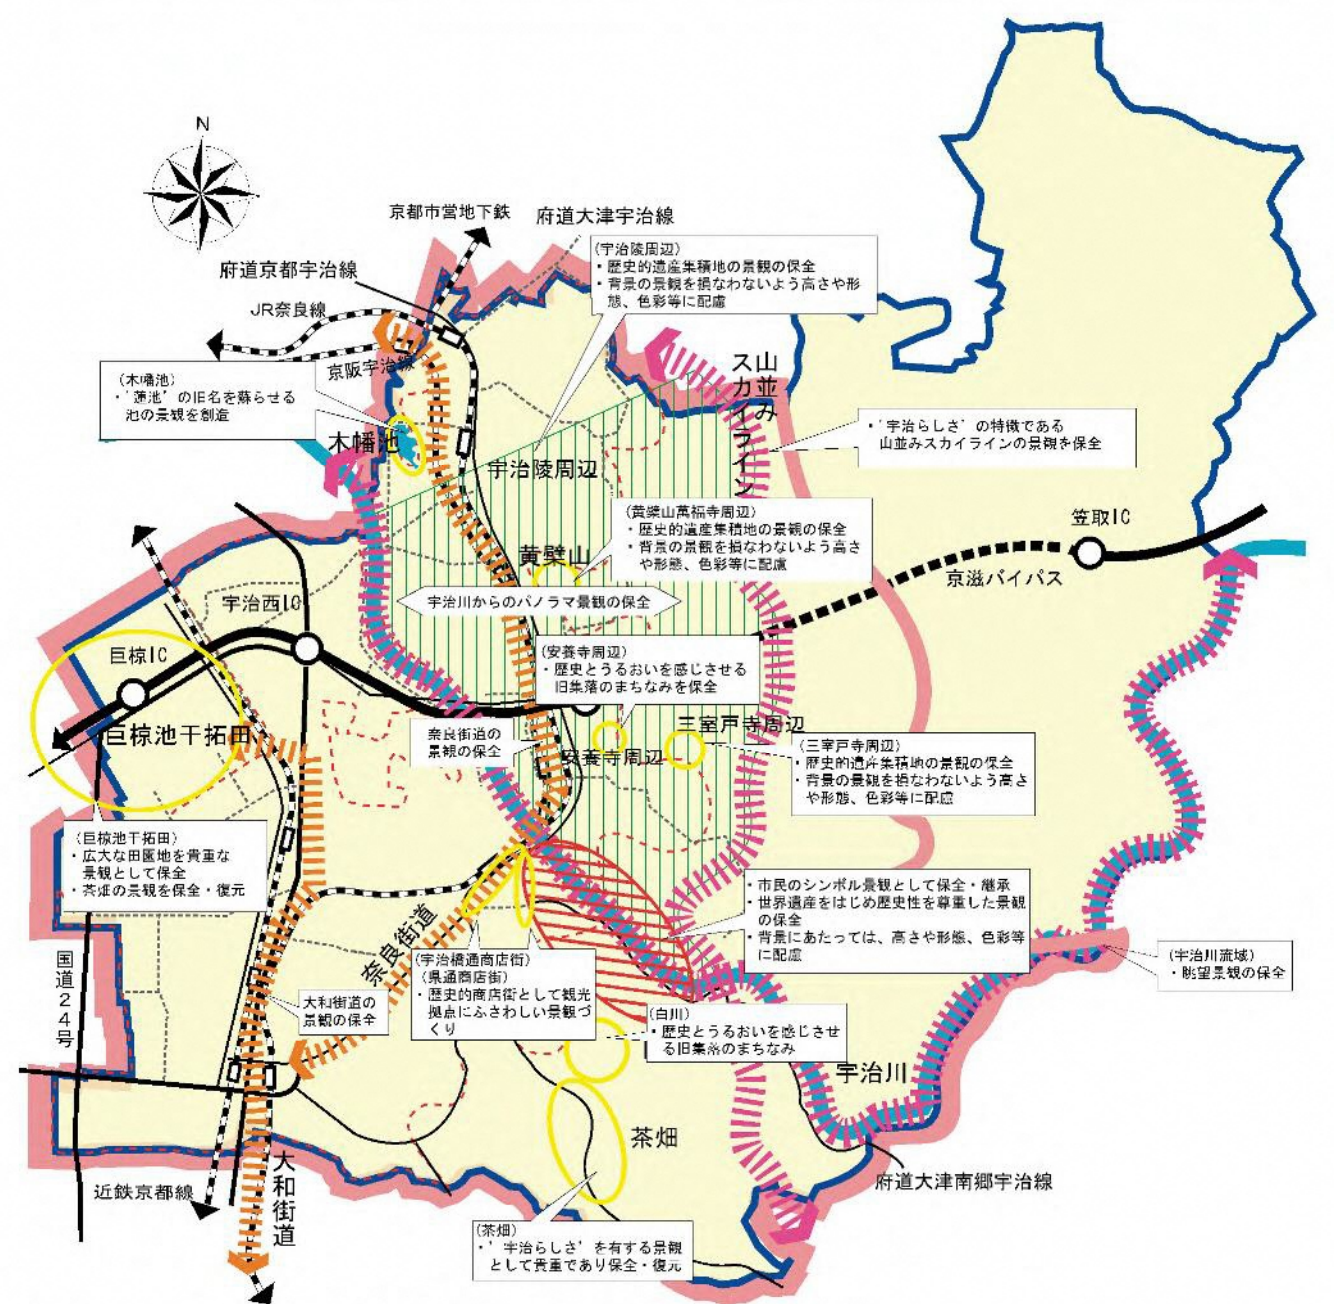 N
京都市営地下鉄
府道大津宇治線
(宇治陵周辺)
・歴史的遺産集積地の景観の保全
・背景の景観を損なわないよう高さや形
態、色彩等に配慮
府道京都宇治線
JR奈良線
京阪宇治線
(木幡池)
・'蓮池'の旧名を蘇らせる
池の景観を創造
木幡池
山並み
スカイライン
・'宇治らしさ'の特徴である
山並みスカイラインの景観を保全
宇治陵周辺
(黄檗山萬福寺周辺)
・歴史的遺産集積地の景観の保全
・背景の景観を損なわないよう高さ
や形態、色彩等に配慮
笠取IC
黄檗山
京滋バイパス
宇治西IC
宇治川からのパノラマ景観の保全
巨椋IC
(安養寺周辺)
・歴史とうるおいを感じさせる
旧集落のまちなみを保全
巨椋池干拓田
奈良街道の
景観の保全
三室戸寺周辺
安養寺周辺
(三室戸寺周辺)
・歴史的遺産集積地の景観の保全
・背景の景観を損なわないよう高さ
や形態、色彩等に配慮
(巨椋池干拓田)
・広大な田園地を貴重な
景観として保全
・茶畑の景観を保全・復元
・市民のシンボル景観として保全・継承
・世界遺産をはじめ歴史性を尊重した景観
の保全
・背景にあたっては、高さや形態、色彩等
に配慮
奈良街道
国道24号
(宇治橋通商店街)
(県通商店街)
・歴史的商店街として観光
拠点にふさわしい景観づ
くり
(宇治川流域)
・眺望景観の保全
大和街道の
景観の保全
(白川)
・歴史とうるおいを感じさせ
る旧集落のまちなみ
宇治川
茶畑
大和街道
近鉄京都線
府道大津南郷宇治線
(茶畑)
・'宇治らしさ'を有する景観
として貴重であり保全・復元